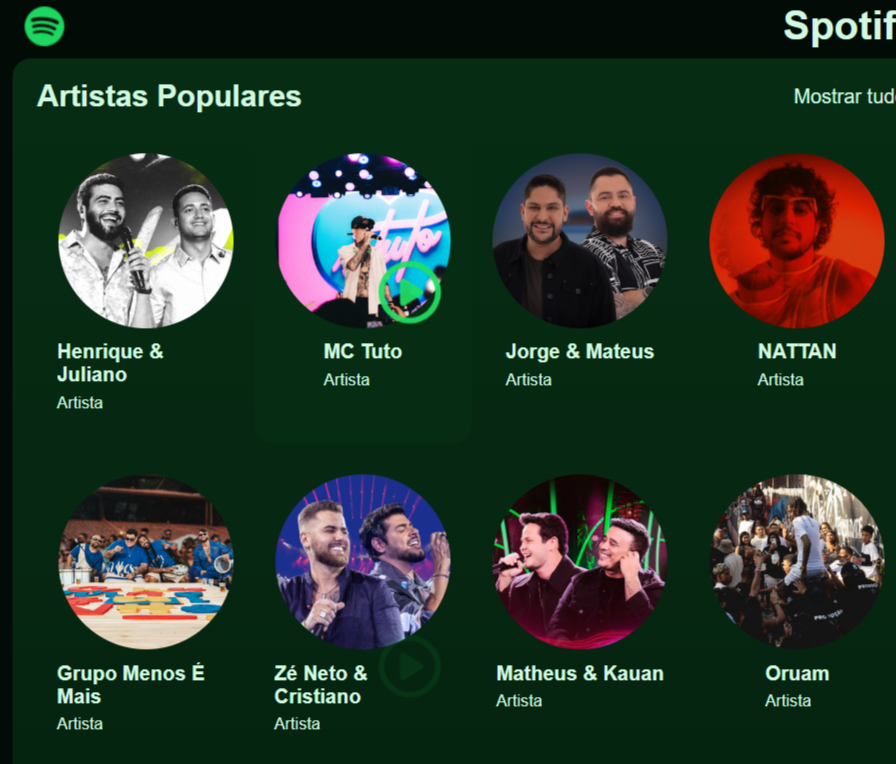 Spotif
Artistas Populares
Mostrar tud
tuto
Henrique &
Juliano
Artista
MC Tuto
Artista
Jorge & Mateus
Artista
NATTAN
Artista
Grupo Menos É
Mais
Artista
Zé Neto &
Cristiano
Artista
Matheus & Kauan
Artista
Oruam
Artista